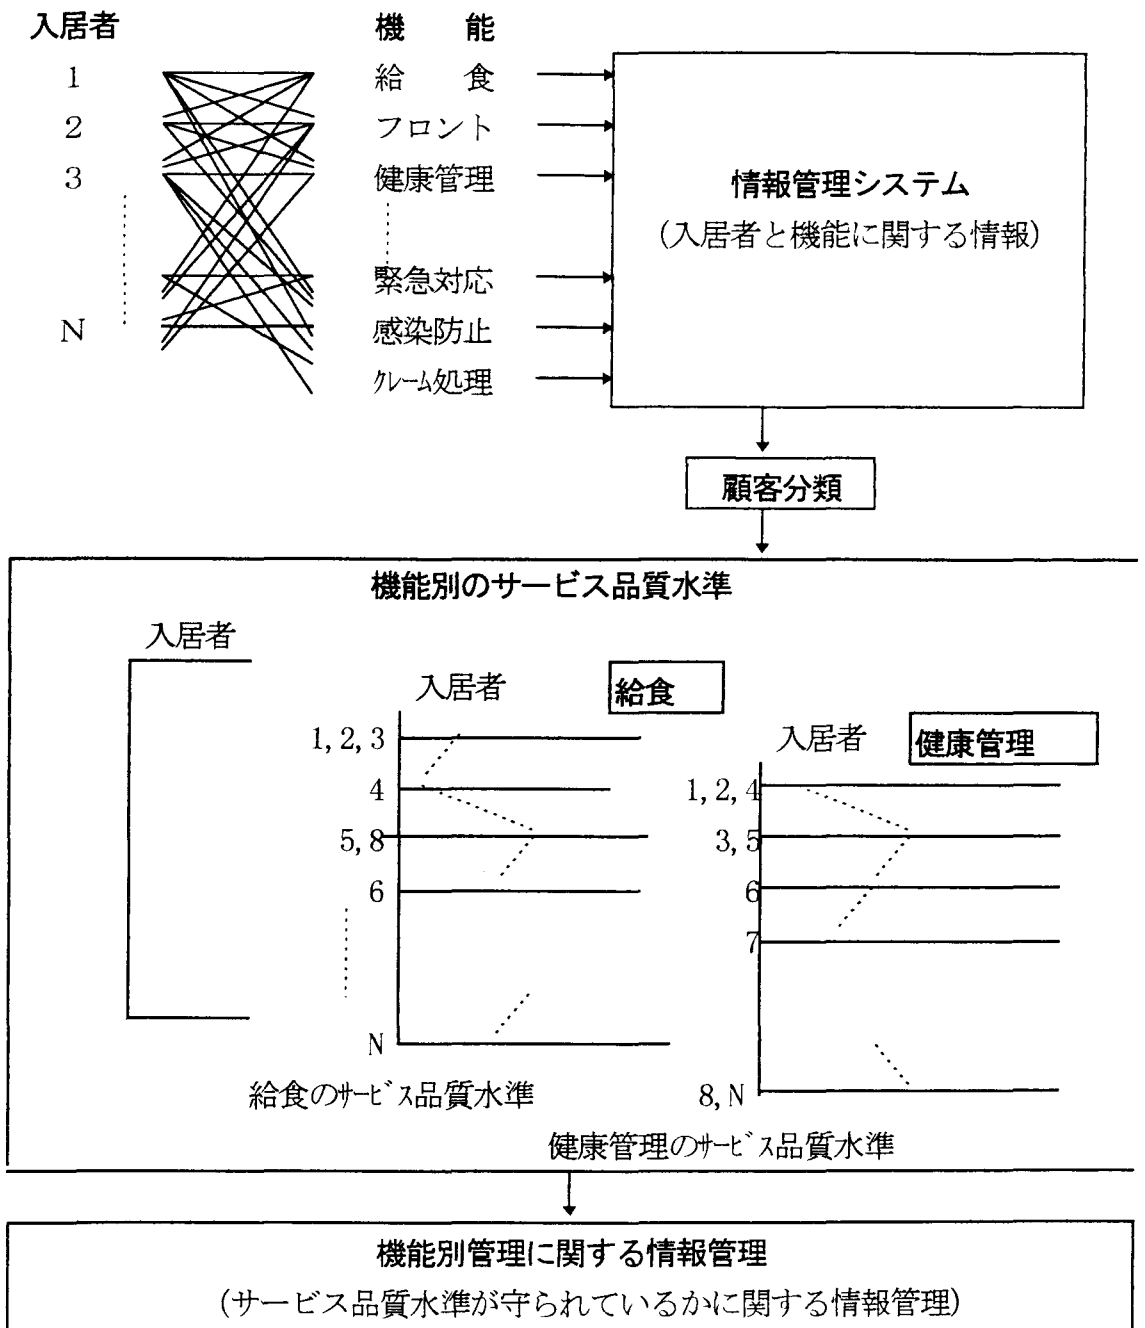 入居者　機　能
1　給　食
2　フロント
3　健康管理
緊急対応
N　感染防止
クレーム処理
情報管理システム
(入居者と機能に関する情報)
顧客分類
機能別のサービス品質水準
入居者
入居者　給食
1, 2, 3
4
5, 8
6
N
給食のサービス品質水準
入居者　健康管理
1, 2, 4
3, 5
6
7
8, N
健康管理のサービス品質水準
機能別管理に関する情報管理
(サービス品質水準が守られているかに関する情報管理)